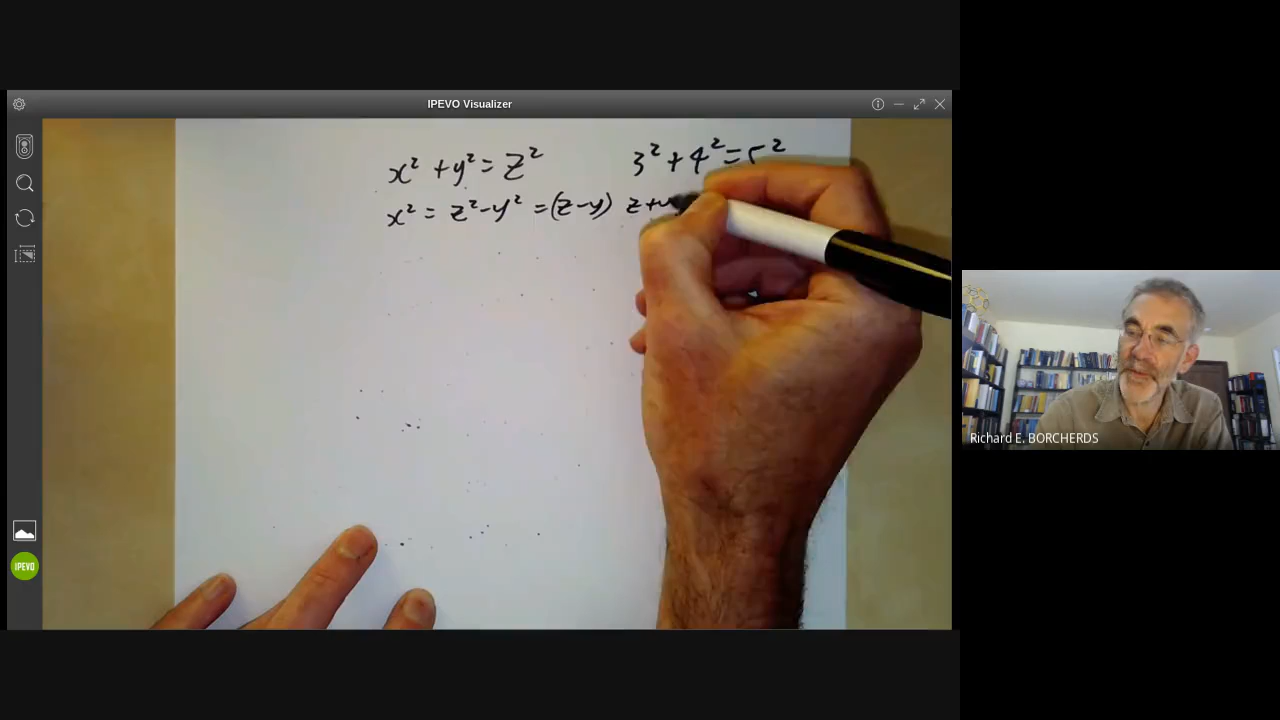 IPEVO Visualizer
x² + y² = z² 3² + 4² = 5²
x² = z² - y² = (z - y) z + y
IPEVO
Richard E. BORCHERDS